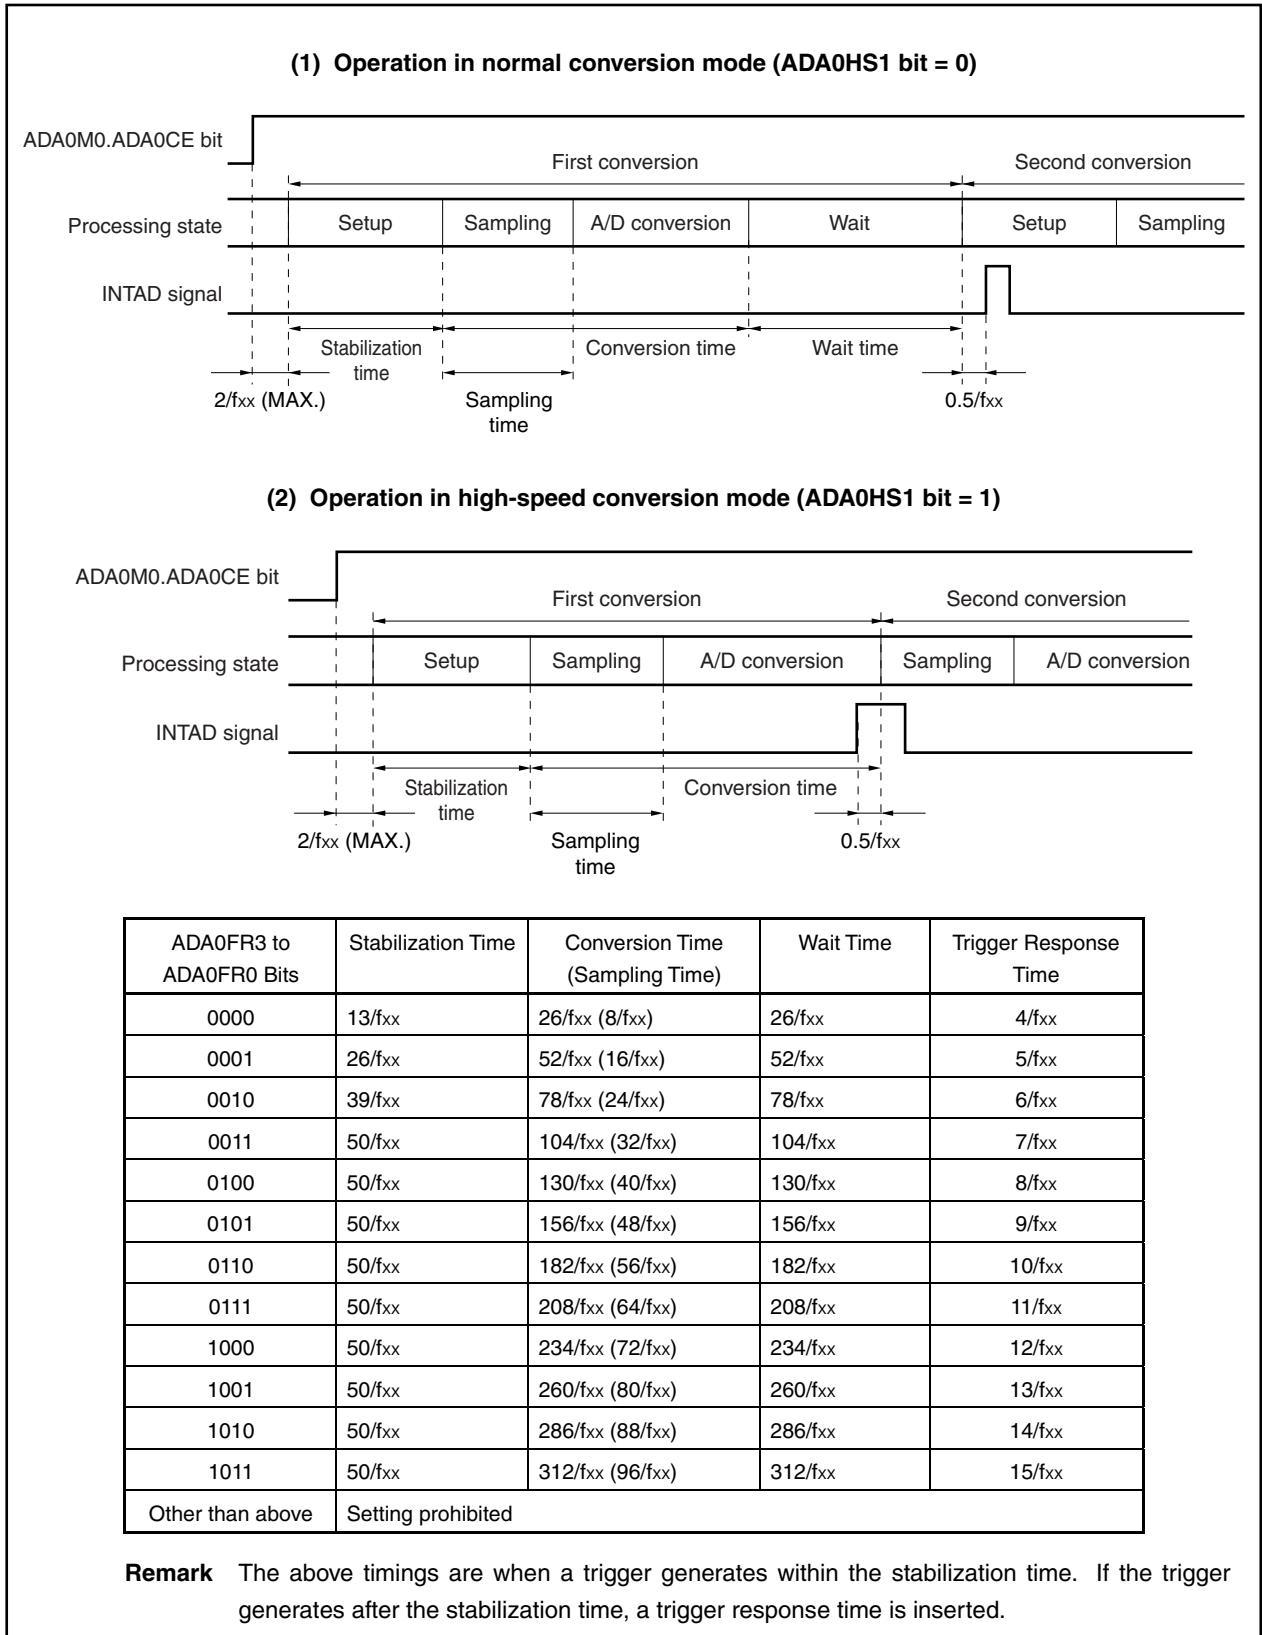 (1) Operation in normal conversion mode (ADA0HS1 bit = 0)
ADA0M0.ADA0CE bit
First conversion
Second conversion
Processing state
Setup
Sampling
A/D conversion
Wait
Setup
Sampling
INTAD signal
Stabilization
time
Conversion time
Wait time
2/fxx (MAX.)
Sampling
time
0.5/fxx
(2) Operation in high-speed conversion mode (ADA0HS1 bit = 1)
ADA0M0.ADA0CE bit
First conversion
Second conversion
Processing state
Setup
Sampling
A/D conversion
Sampling
A/D conversion
INTAD signal
Stabilization
time
Conversion time
2/fxx (MAX.)
Sampling
time
0.5/fxx
ADA0FR3 to
ADA0FR0 Bits
Stabilization Time
Conversion Time
(Sampling Time)
Wait Time
Trigger Response
Time
0000 13/fxx 26/fxx (8/fxx) 26/fxx 4/fxx
0001 26/fxx 52/fxx (16/fxx) 52/fxx 5/fxx
0010 39/fxx 78/fxx (24/fxx) 78/fxx 6/fxx
0011 50/fxx 104/fxx (32/fxx) 104/fxx 7/fxx
0100 50/fxx 130/fxx (40/fxx) 130/fxx 8/fxx
0101 50/fxx 156/fxx (48/fxx) 156/fxx 9/fxx
0110 50/fxx 182/fxx (56/fxx) 182/fxx 10/fxx
0111 50/fxx 208/fxx (64/fxx) 208/fxx 11/fxx
1000 50/fxx 234/fxx (72/fxx) 234/fxx 12/fxx
1001 50/fxx 260/fxx (80/fxx) 260/fxx 13/fxx
1010 50/fxx 286/fxx (88/fxx) 286/fxx 14/fxx
1011 50/fxx 312/fxx (96/fxx) 312/fxx 15/fxx
Other than above Setting prohibited
Remark The above timings are when a trigger generates within the stabilization time. If the trigger
generates after the stabilization time, a trigger response time is inserted.